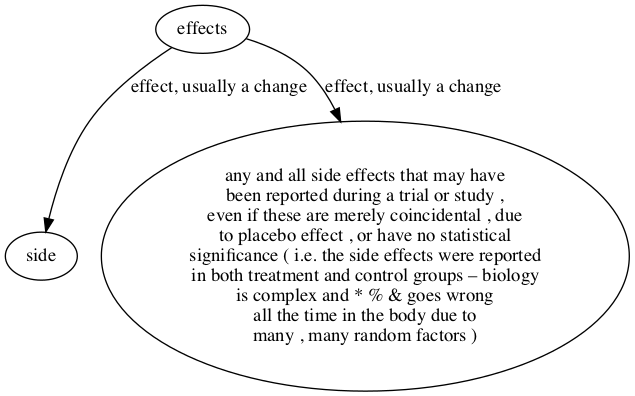 effects
effect, usually a change
effect, usually a change
side
any and all side effects that may have
been reported during a trial or study ,
even if these are merely coincidental , due
to placebo effect , or have no statistical
significance ( i.e. the side effects were reported
in both treatment and control groups – biology
is complex and * % & goes wrong
all the time in the body due to
many , many random factors )